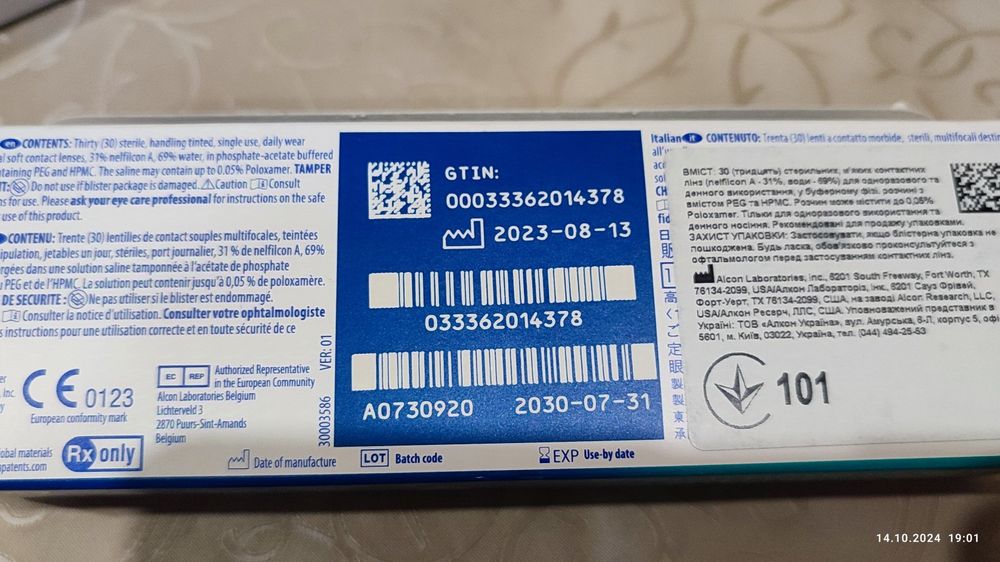 en CONTENTS: Thirty (30) sterile, handling tinted, single use, daily wear
soft contact lenses, 31% nelfilcon A, 69% water, in phosphate-acetate buffered
containing PEG and HPMC. The saline may contain up to 0.05% Poloxamer. TAMPER
Do not use if blister package is damaged. Caution Consult
for use. Please ask your eye care professional for instructions on the safe
use of this product.
CONTENU: Trente (30) lentilles de contact souples multifocales, teintées
jetables un jour, stériles, port journalier, 31 % de nelfilcon A, 69%
dans une solution saline tamponnée à l'acétate de phosphate
PEG et de l'HPMC. La solution peut contenir jusqu'à 0,05 % de Poloxamère.
DE SECURITE: Ne pas utiliser si le blister est endommagé.
Consulter la notice d'utilisation. Consulter votre ophtalmologiste
instructions pour une utilisation correcte et en toute sécurité de ce
CE 0123
European conformity mark
EC REP Authorized Representative
in the European Community
Alcon Laboratories Belgium
Lichterveld 3
2870 Puurs-Sint-Amands
Belgium
Inc.
materials
patents.com
Rx only
30003586 VER: 01
GTIN:
00033362014378
2023-08-13
033362014378
A0730920 2030-07-31
Date of manufacture
LOT Batch code
EXP Use-by date
Italian it CONTENUTO: Trenta (30) lenti a contatto morbide, sterili, multifocali destin
ВМІСТ: 30 (тридцять) стерильних, м'яких контактних
лінз (nelfilcon A - 31%, води - 69%) для одноразового та
денного використання, у буферному фіз. розчині з
вмістом PEG та HPMC. Розчин може містити до 0,05%
Poloxamer. Тільки для одноразового використання та
денного носіння. Рекомендовані для продажу упаковками.
ЗАХИСТ УПАКОВКИ: Застосовувати, якщо блістерна упаковка не
пошкоджена. Будь ласка, обов'язково проконсультуйтеся з
офтальмологом перед застосуванням контактних лінз.
Alcon Laboratories, Inc., 6201 South Freeway, Fort Worth, TX
76134-2099, USA/Алкон Лабораторіз, Інк., 6201 Сауз Фрівей,
Форт-Уерт, TX 76134-2099, США, на заводі Alcon Research, LLC,
USA/Алкон Ресерч, ЛЛС, США. Уповноважений представник в
Україні: ТОВ «Алкон Україна», вул. Амурська, 6-Л, корпус 5, офі
5601, м. Київ, 03022, Україна, тел. (044) 494-25-53
101
14.10.2024 19:01